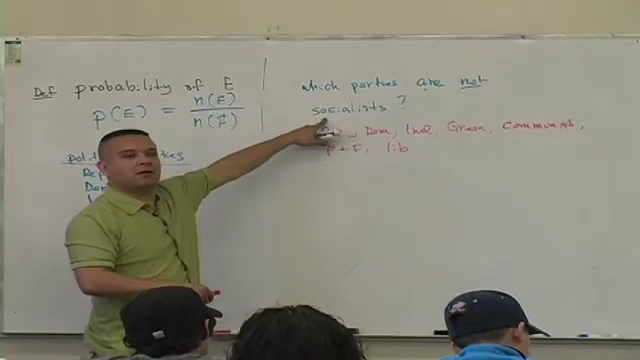 Def probability of E
P(E) = n(E) / n(S)
which parties are not
socialists ?
Dem, Ind, Green, Communist,
P & F, Lib